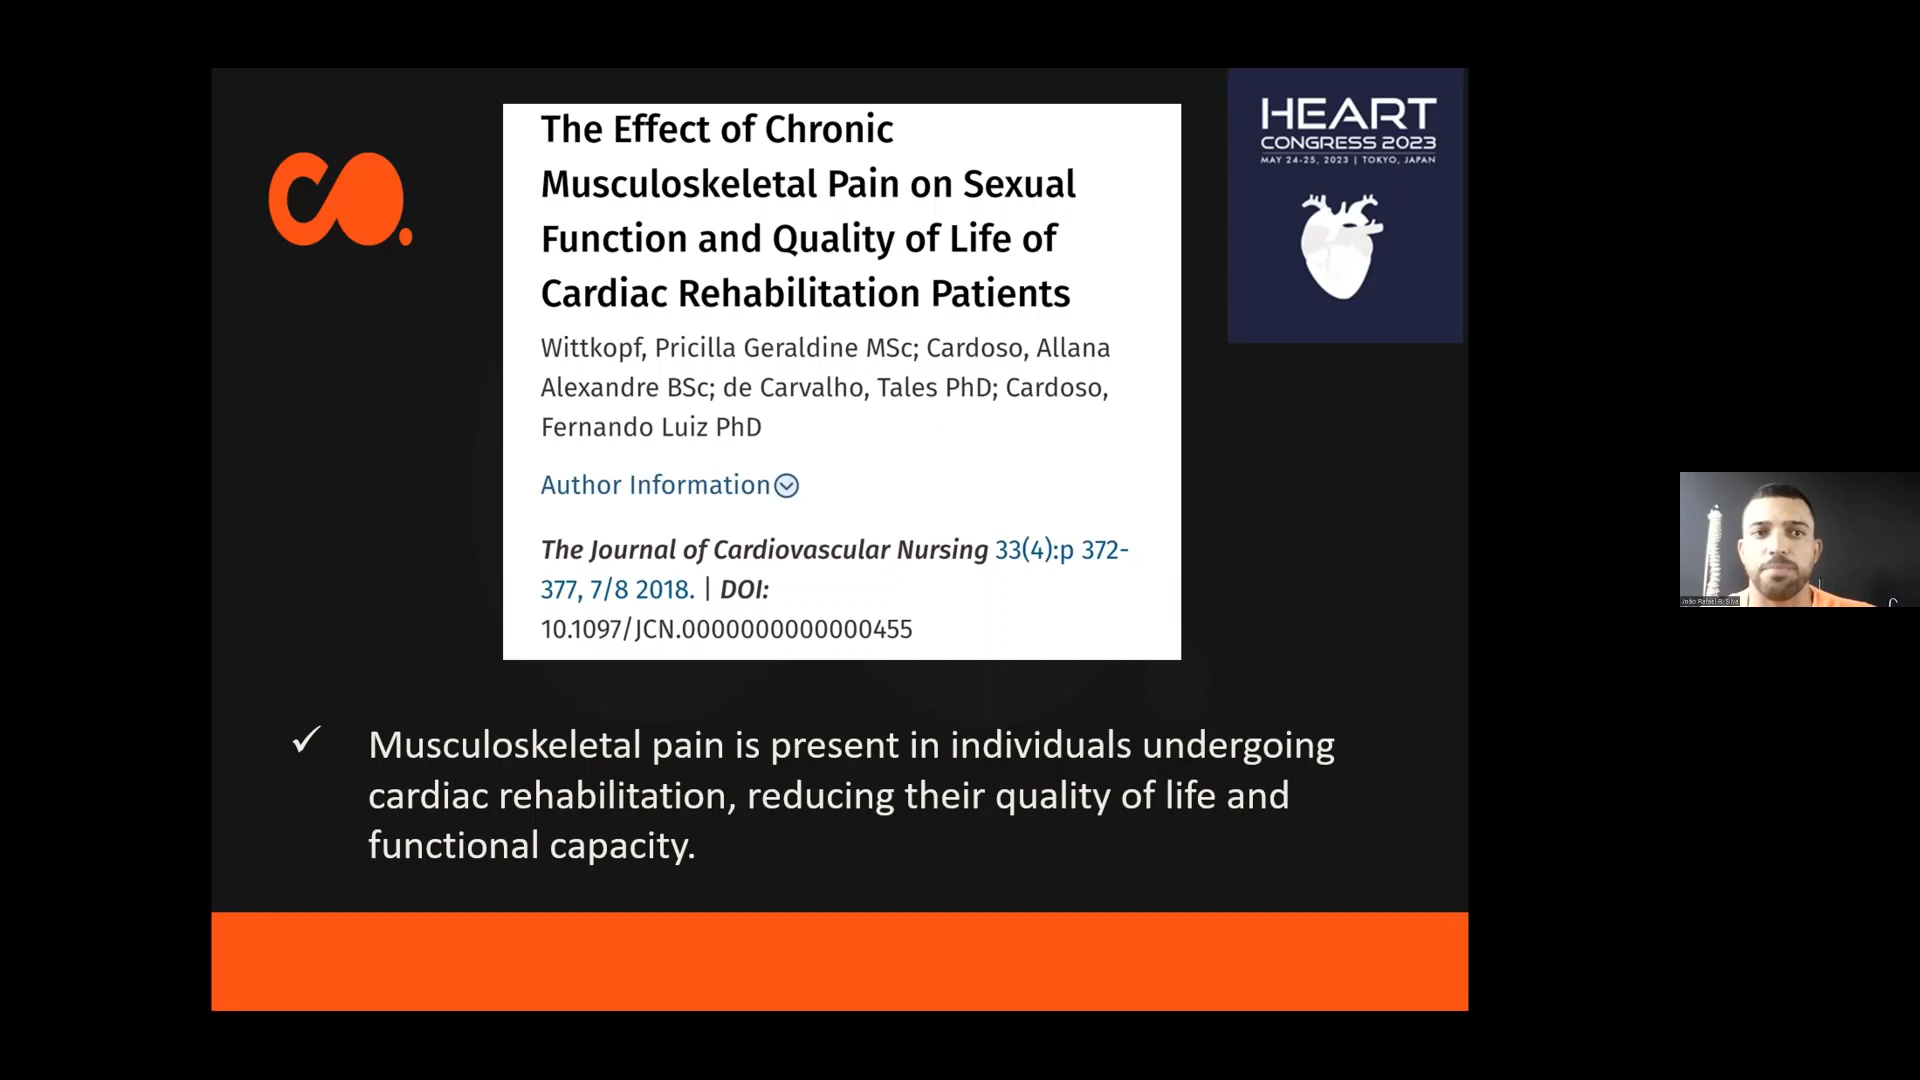 The Effect of Chronic
Musculoskeletal Pain on Sexual
Function and Quality of Life of
Cardiac Rehabilitation Patients
Wittkopf, Pricilla Geraldine MSc; Cardoso, Allana
Alexandre BSc; de Carvalho, Tales PhD; Cardoso,
Fernando Luiz PhD
Author Information
The Journal of Cardiovascular Nursing 33(4):p 372-
377, 7/8 2018. | DOI:
10.1097/JCN.0000000000000455
HEART
CONGRESS 2023
MAY 24-25, 2023 | TOKYO, JAPAN
✓ Musculoskeletal pain is present in individuals undergoing
cardiac rehabilitation, reducing their quality of life and
functional capacity.
João Rafael R. Silva